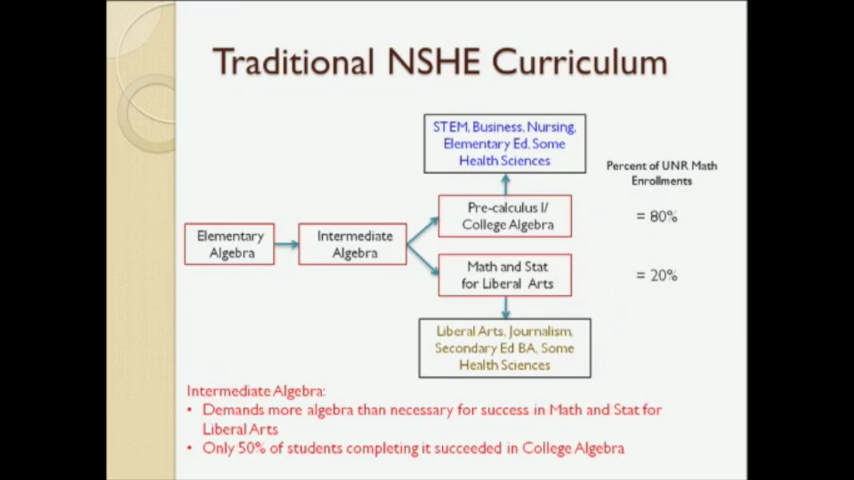 Traditional NSHE Curriculum
STEM, Business, Nursing,
Elementary Ed, Some
Health Sciences
Percent of UNR Math
Enrollments
Pre-calculus I/
College Algebra
= 80%
Elementary
Algebra
Intermediate
Algebra
Math and Stat
for Liberal Arts
= 20%
Liberal Arts, Journalism,
Secondary Ed BA, Some
Health Sciences
Intermediate Algebra:
• Demands more algebra than necessary for success in Math and Stat for
Liberal Arts
• Only 50% of students completing it succeeded in College Algebra